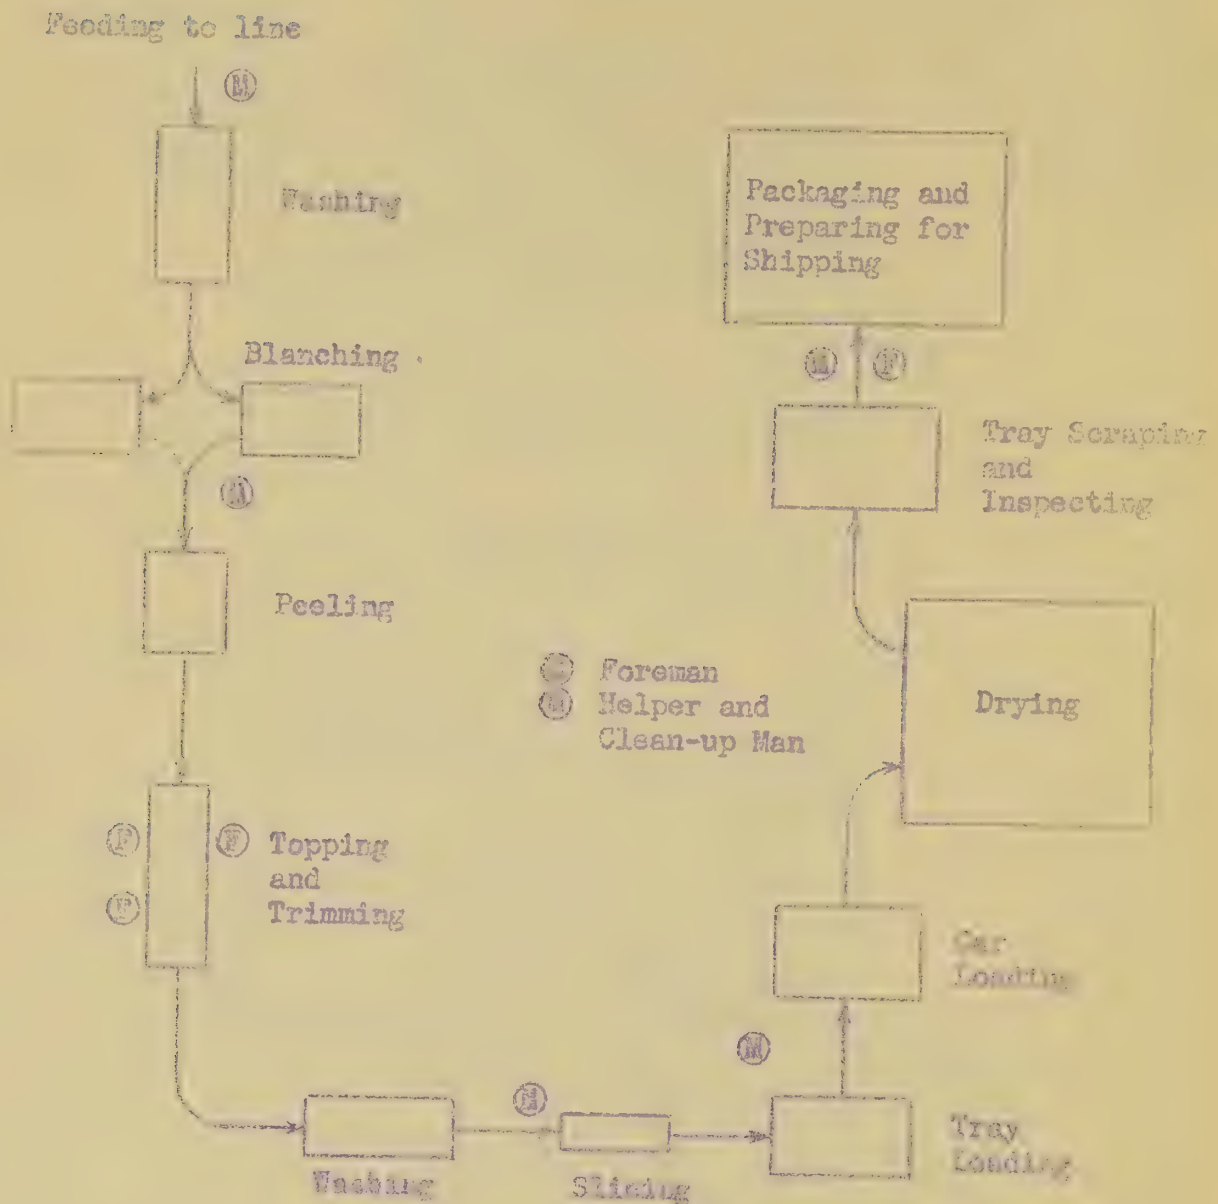 Feeding to line
M
Washing
Blanching
M
Peeling
F
F
Topping
and
F
Trimming
Washing
M
Slicing
M
Tray
Loading
Car
Loading
Drying
Foreman
M
Helper and
Clean-up Man
Tray Scraping
and
Inspecting
M
F
Packaging and
Preparing for
Shipping